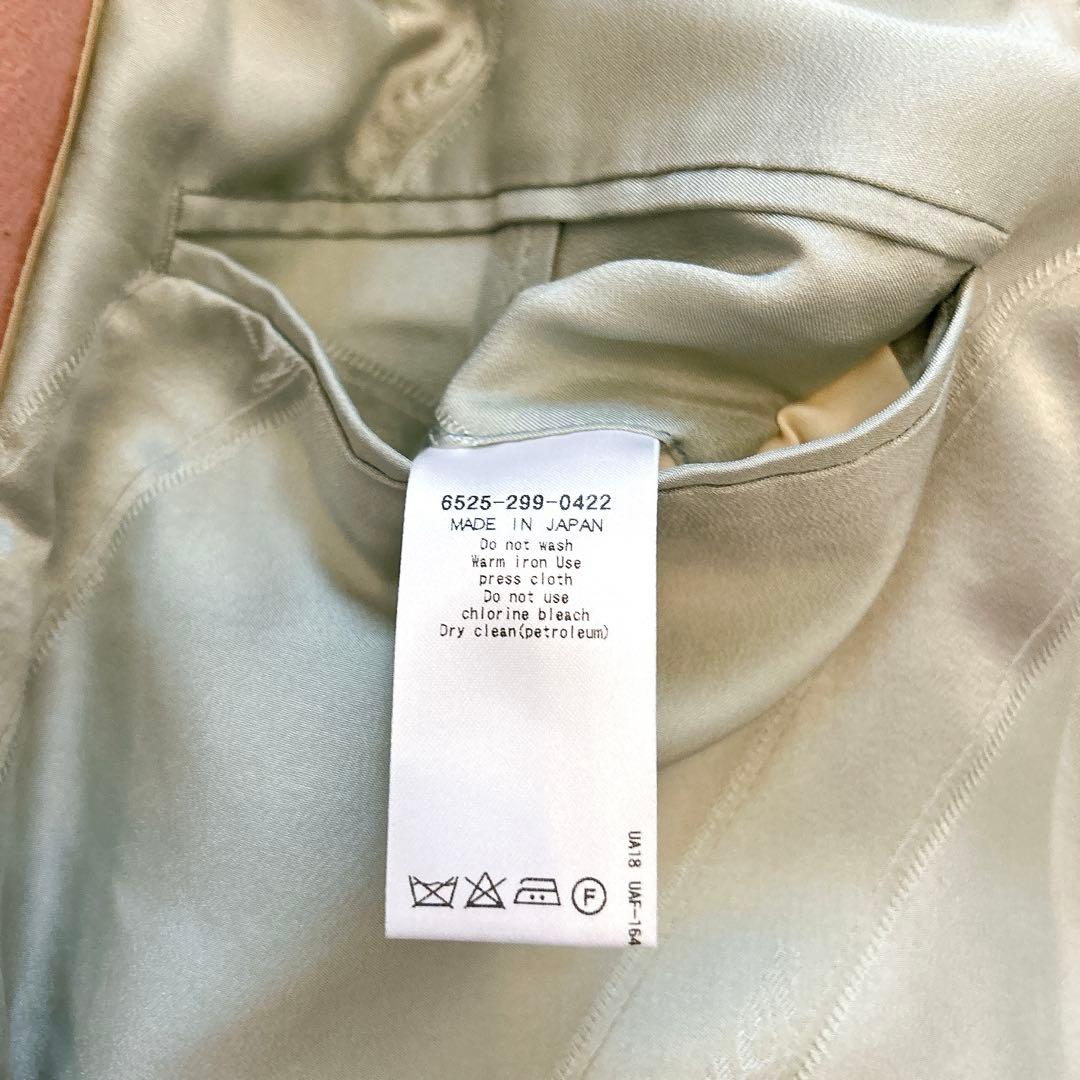 6525-299-0422
MADE IN JAPAN
Do not wash
Warm iron Use
press cloth
Do not use
chlorine bleach
Dry clean(petroleum)
UA18 UAF-164
F